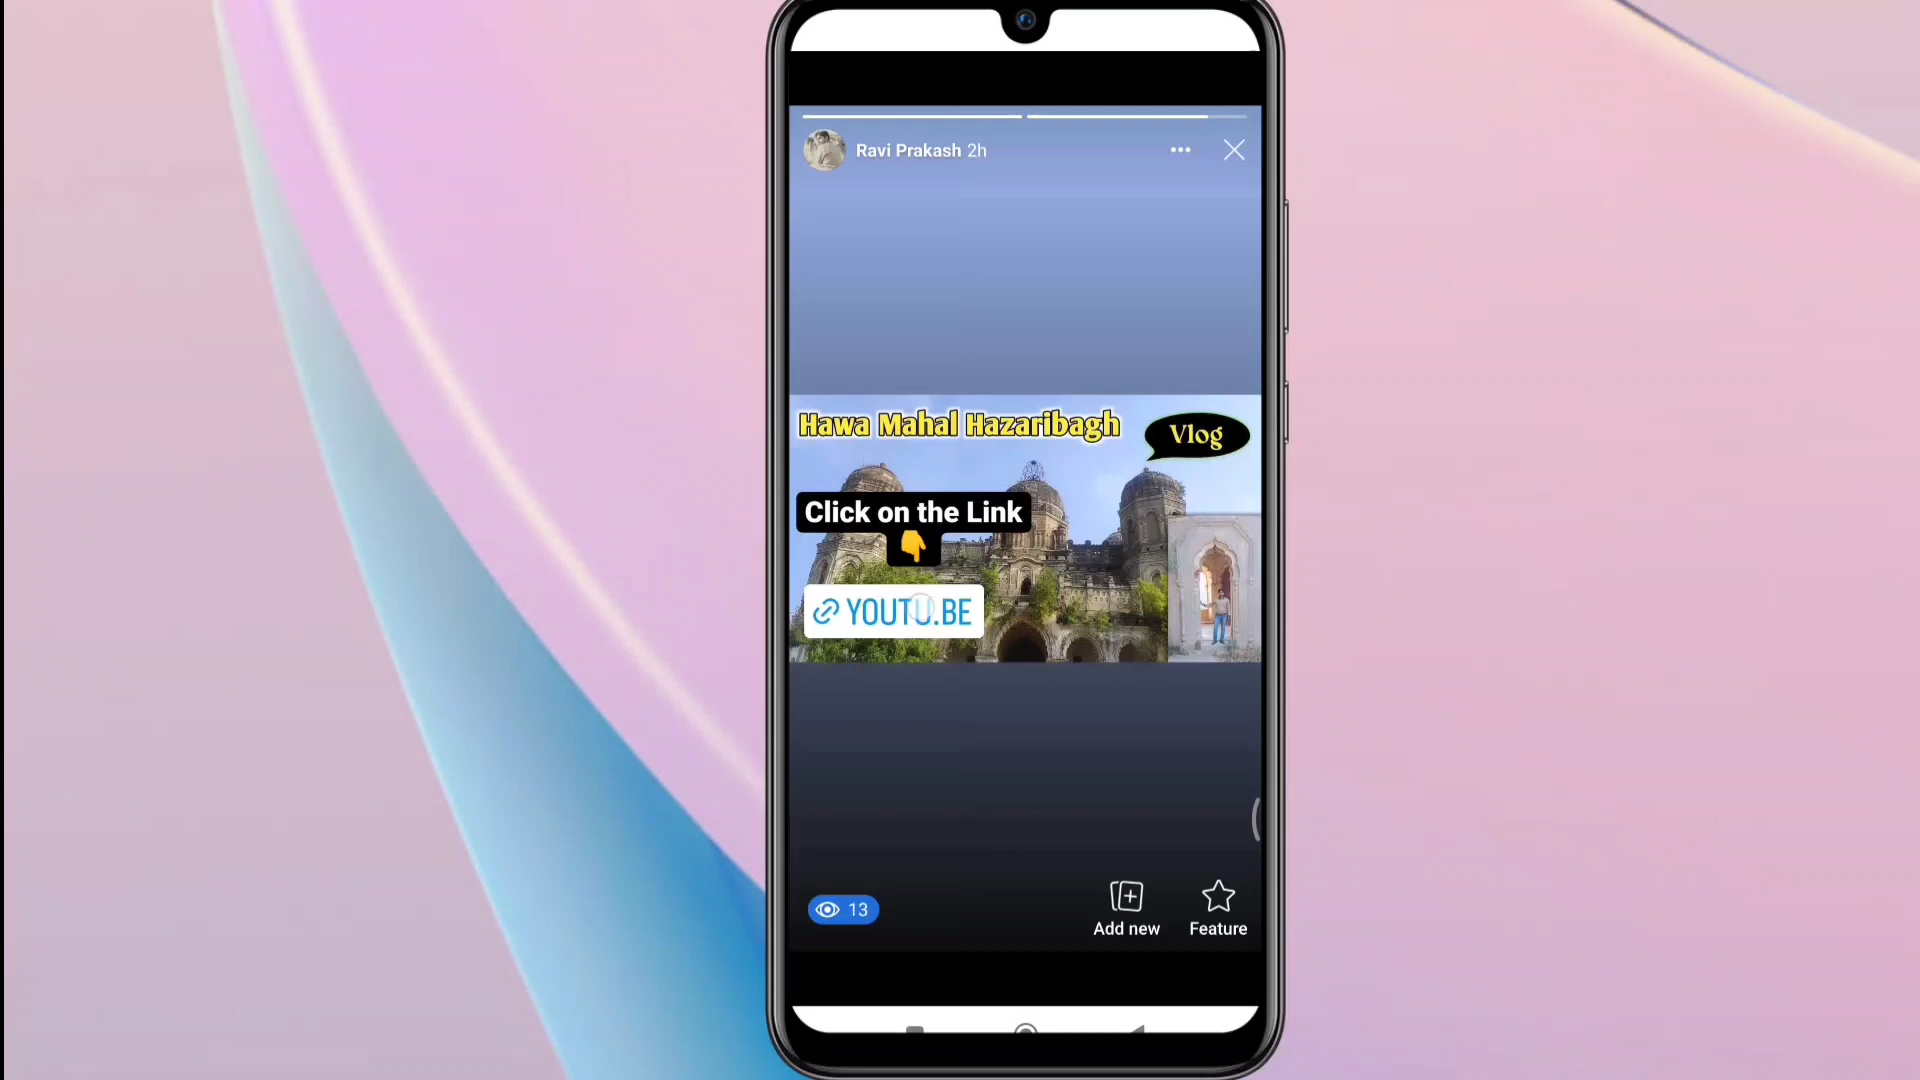 Ravi Prakash 2h
Hawa Mahal Hazaribagh
Vlog
Click on the Link
👇
YOUTU.BE
13
Add new
Feature